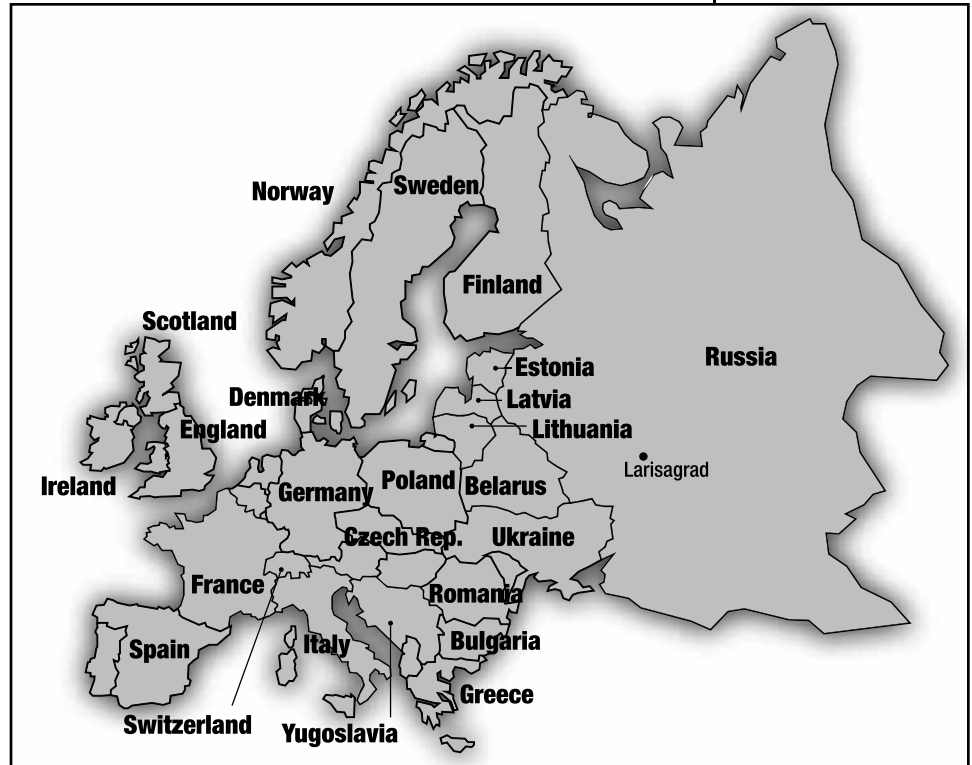 Norway
Sweden
Finland
Scotland
Russia
Estonia
Denmark
Latvia
England
Lithuania
Larisagrad
Ireland
Germany
Poland
Belarus
Czech Rep.
Ukraine
France
Romania
Spain
Italy
Bulgaria
Greece
Switzerland
Yugoslavia